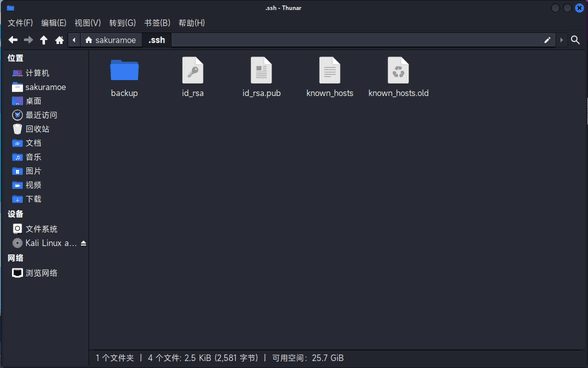 .ssh - Thunar
文件(F) 编辑(E) 视图(V) 转到(G) 书签(B) 帮助(H)
sakuramoe .ssh
位置
计算机
sakuramoe
桌面
最近访问
回收站
文档
音乐
图片
视频
下载
设备
文件系统
Kali Linux a...
网络
浏览网络
backup id_rsa id_rsa.pub known_hosts known_hosts.old
1 个文件夹 | 4 个文件: 2.5 KiB (2,581 字节) | 可用空间: 25.7 GiB